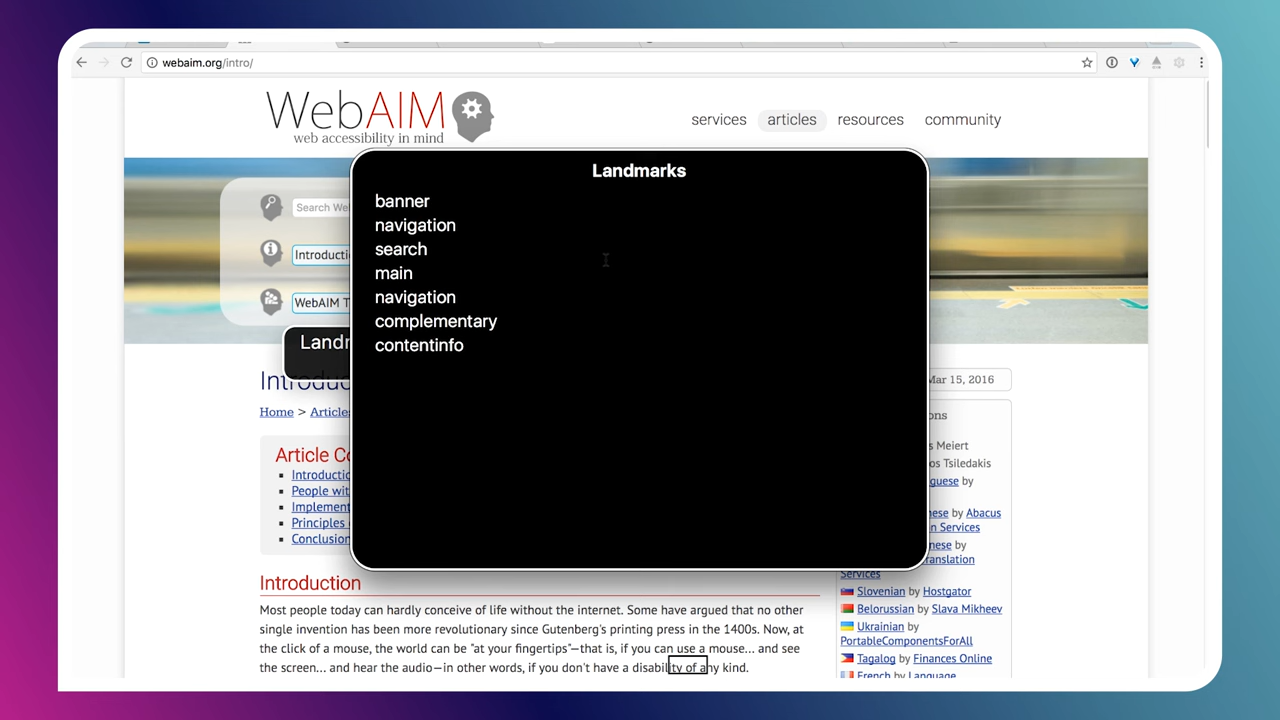 webaim.org/intro/
WebAIM
web accessibility in mind
services articles resources community
Landmarks
banner
navigation
search
main
navigation
complementary
contentinfo
Search We
Introducti
WebAIM T
Landr
Introduc
Home > Articles
Article Co
Introductio
People wit
Implement
Principles
Conclusion
Mar 15, 2016
ons
s Meiert
os Tsiledakis
guese by
nese by Abacus
n Services
nese by
ranslation
Services
Slovenian by Hostgator
Belorussian by Slava Mikheev
Ukrainian by
PortableComponentsForAll
Tagalog by Finances Online
French by Language
Introduction
Most people today can hardly conceive of life without the internet. Some have argued that no other
single invention has been more revolutionary since Gutenberg's printing press in the 1400s. Now, at
the click of a mouse, the world can be "at your fingertips"—that is, if you can use a mouse... and see
the screen... and hear the audio—in other words, if you don't have a disability of any kind.